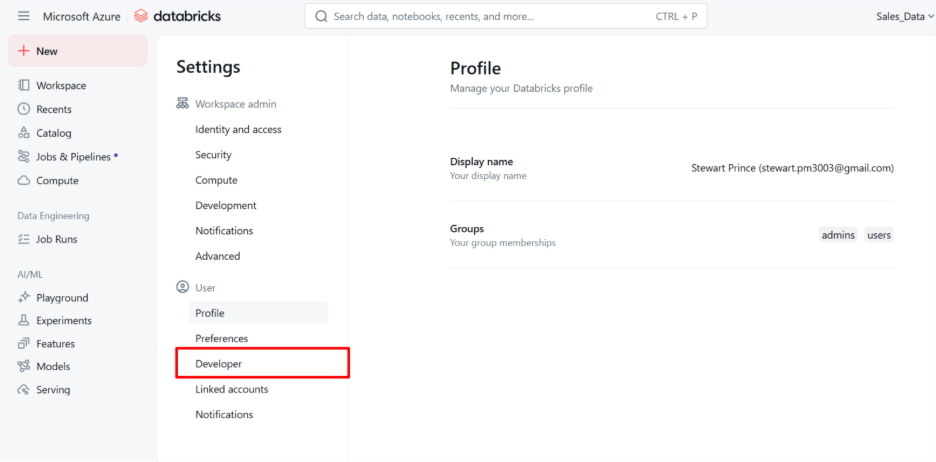 Microsoft Azure databricks Search data, notebooks, recents, and more... CTRL + P Sales_Data
New
Workspace
Recents
Catalog
Jobs & Pipelines
Compute
Data Engineering
Job Runs
AI/ML
Playground
Experiments
Features
Models
Serving
Settings
Workspace admin
Identity and access
Security
Compute
Development
Notifications
Advanced
User
Profile
Preferences
Developer
Linked accounts
Notifications
Profile
Manage your Databricks profile
Display name
Your display name
Stewart Prince (stewart.pm3003@gmail.com)
Groups
Your group memberships
admins users